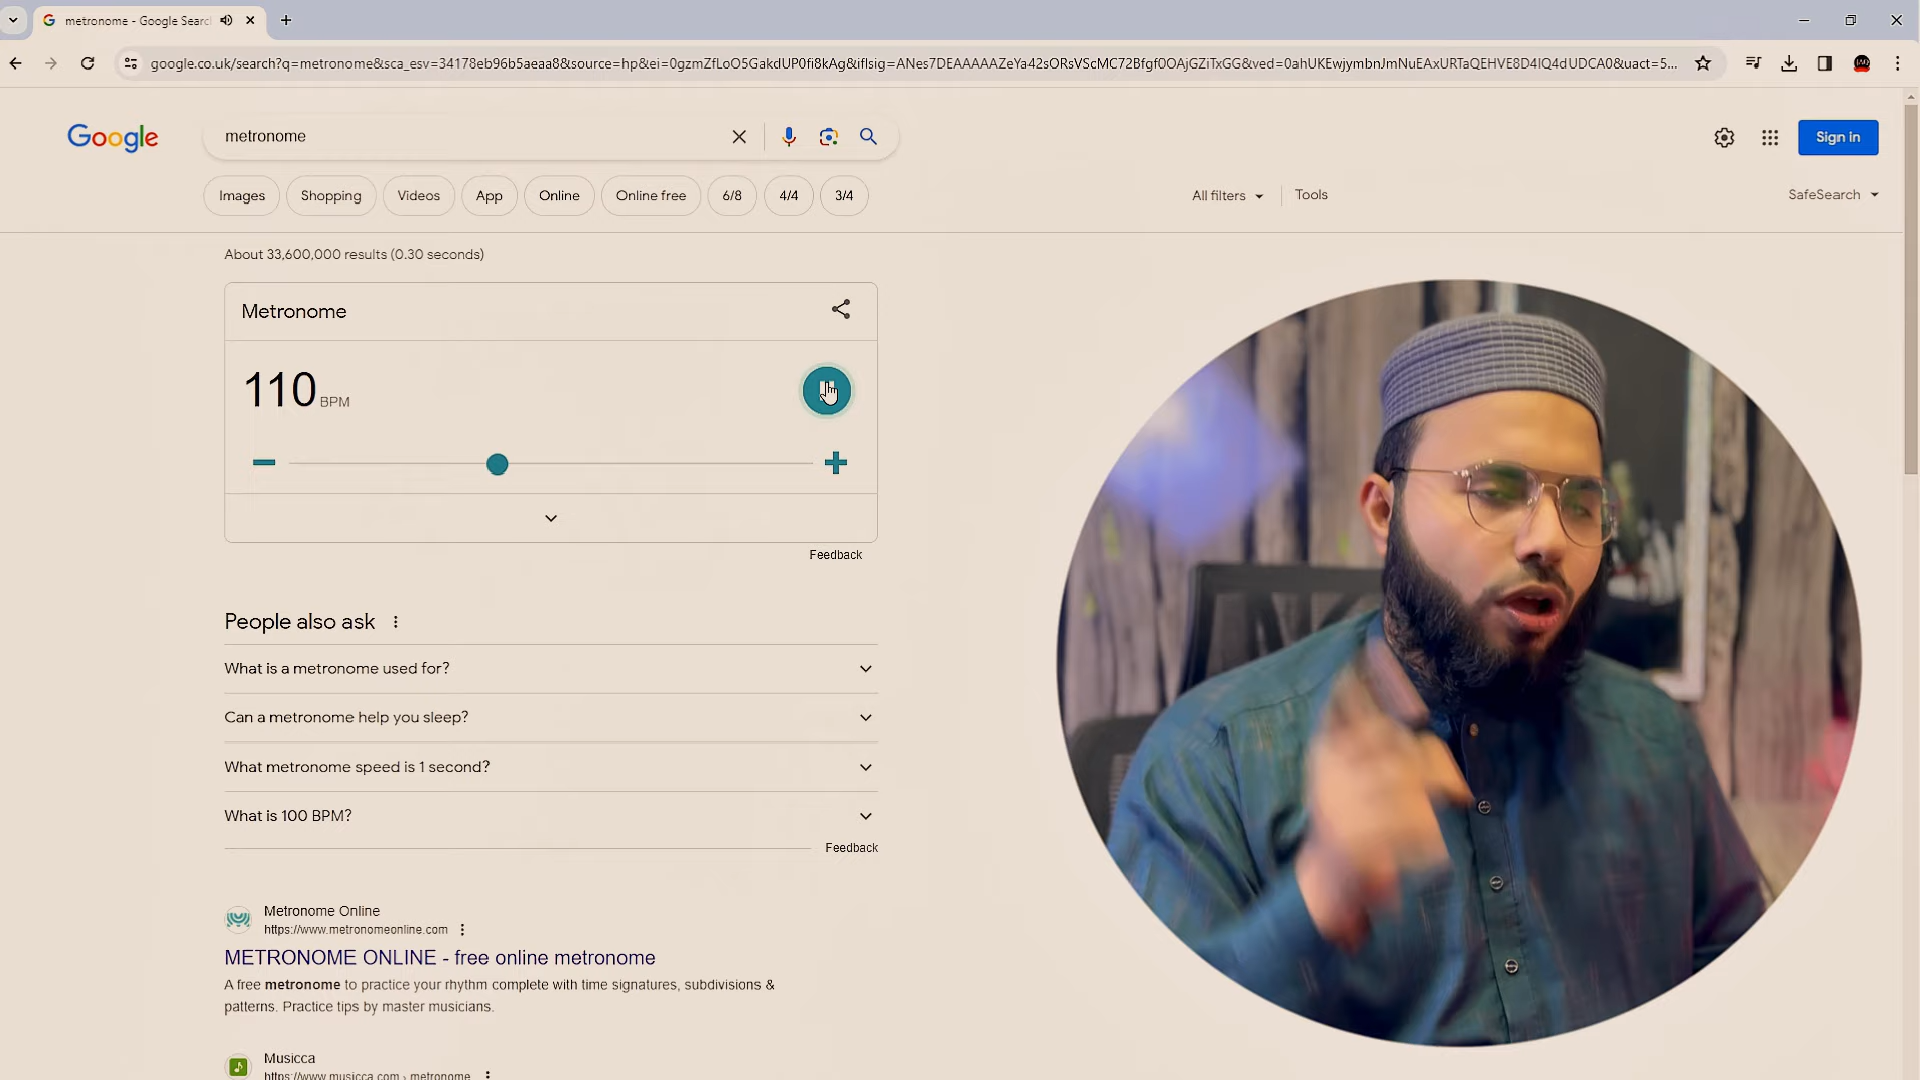 metronome - Google Searc
google.co.uk/search?q=metronome&sca_esv=34178eb96b5aeaa8&source=hp&ei=0gzmZfLoO5GakdUP0fi8kAg&iflsig=ANes7DEAAAAAZeYa42sORsVScMC72Bfgf0OAjGZiTxGG&ved=0ahUKEwjymbnJmNuEAxURTaQEHVE8D4IQ4dUDCA0&uact=5...
Google
metronome
Sign in
Images Shopping Videos App Online Online free 6/8 4/4 3/4 All filters Tools SafeSearch
About 33,600,000 results (0.30 seconds)
Metronome
110 BPM
Feedback
People also ask
What is a metronome used for?
Can a metronome help you sleep?
What metronome speed is 1 second?
What is 100 BPM?
Feedback
Metronome Online
https://www.metronomeonline.com
METRONOME ONLINE - free online metronome
A free metronome to practice your rhythm complete with time signatures, subdivisions &
patterns. Practice tips by master musicians.
Musicca
https://www.musicca.com › metronome